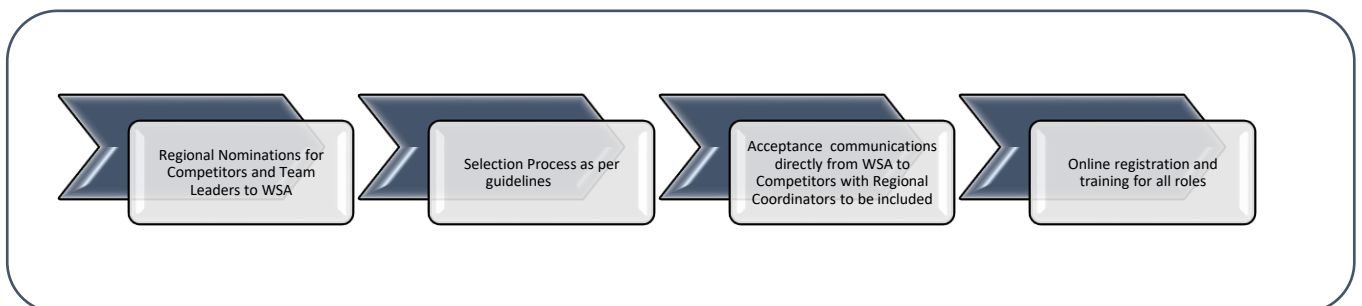 Regional Nominations for
Competitors and Team
Leaders to WSA
Selection Process as per
guidelines
Acceptance communications
directly from WSA to
Competitors with Regional
Coordinators to be included
Online registration and
training for all roles